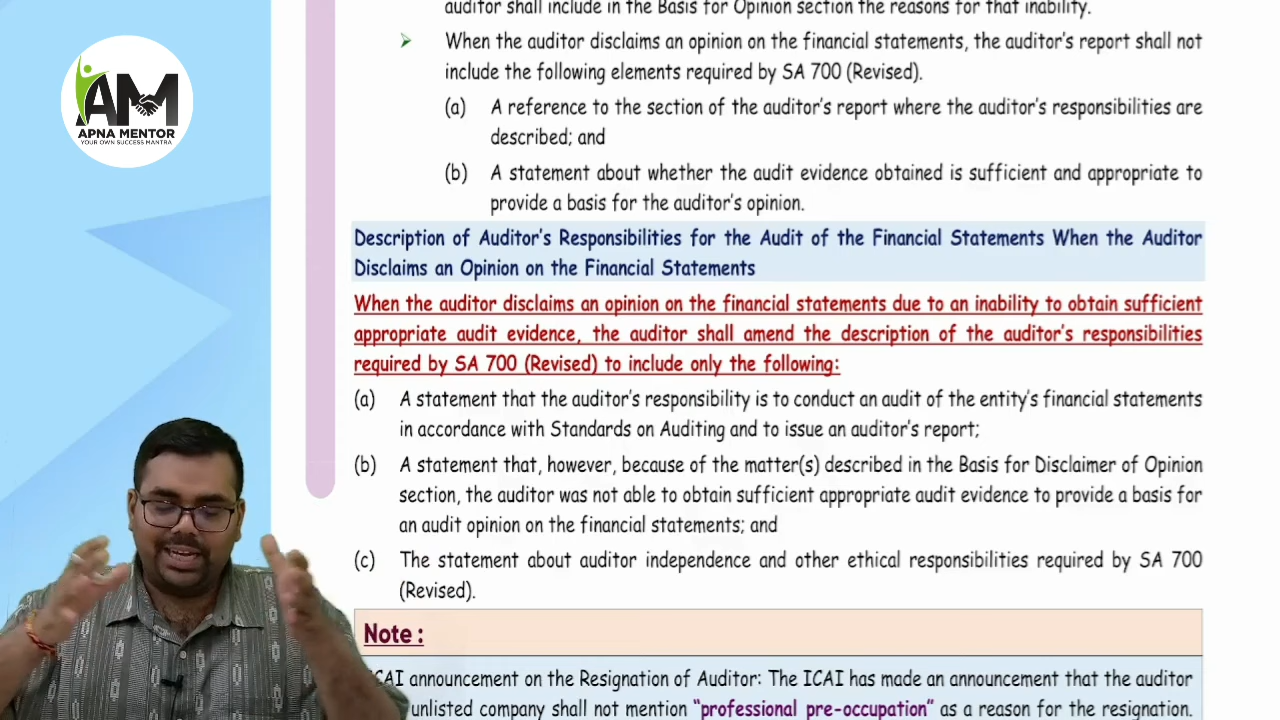 auditor shall include in the Basis for Opinion section the reasons for that inability.
When the auditor disclaims an opinion on the financial statements, the auditor's report shall not
include the following elements required by SA 700 (Revised).
(a) A reference to the section of the auditor's report where the auditor's responsibilities are
described; and
(b) A statement about whether the audit evidence obtained is sufficient and appropriate to
provide a basis for the auditor's opinion.
Description of Auditor's Responsibilities for the Audit of the Financial Statements When the Auditor
Disclaims an Opinion on the Financial Statements
When the auditor disclaims an opinion on the financial statements due to an inability to obtain sufficient
appropriate audit evidence, the auditor shall amend the description of the auditor's responsibilities
required by SA 700 (Revised) to include only the following:
(a) A statement that the auditor's responsibility is to conduct an audit of the entity's financial statements
in accordance with Standards on Auditing and to issue an auditor's report;
(b) A statement that, however, because of the matter(s) described in the Basis for Disclaimer of Opinion
section, the auditor was not able to obtain sufficient appropriate audit evidence to provide a basis for
an audit opinion on the financial statements; and
(c) The statement about auditor independence and other ethical responsibilities required by SA 700
(Revised).
Note :
ICAI announcement on the Resignation of Auditor: The ICAI has made an announcement that the auditor
unlisted company shall not mention "professional pre-occupation" as a reason for the resignation.
AM
APNA MENTOR
YOUR OWN SUCCESS MANTRA